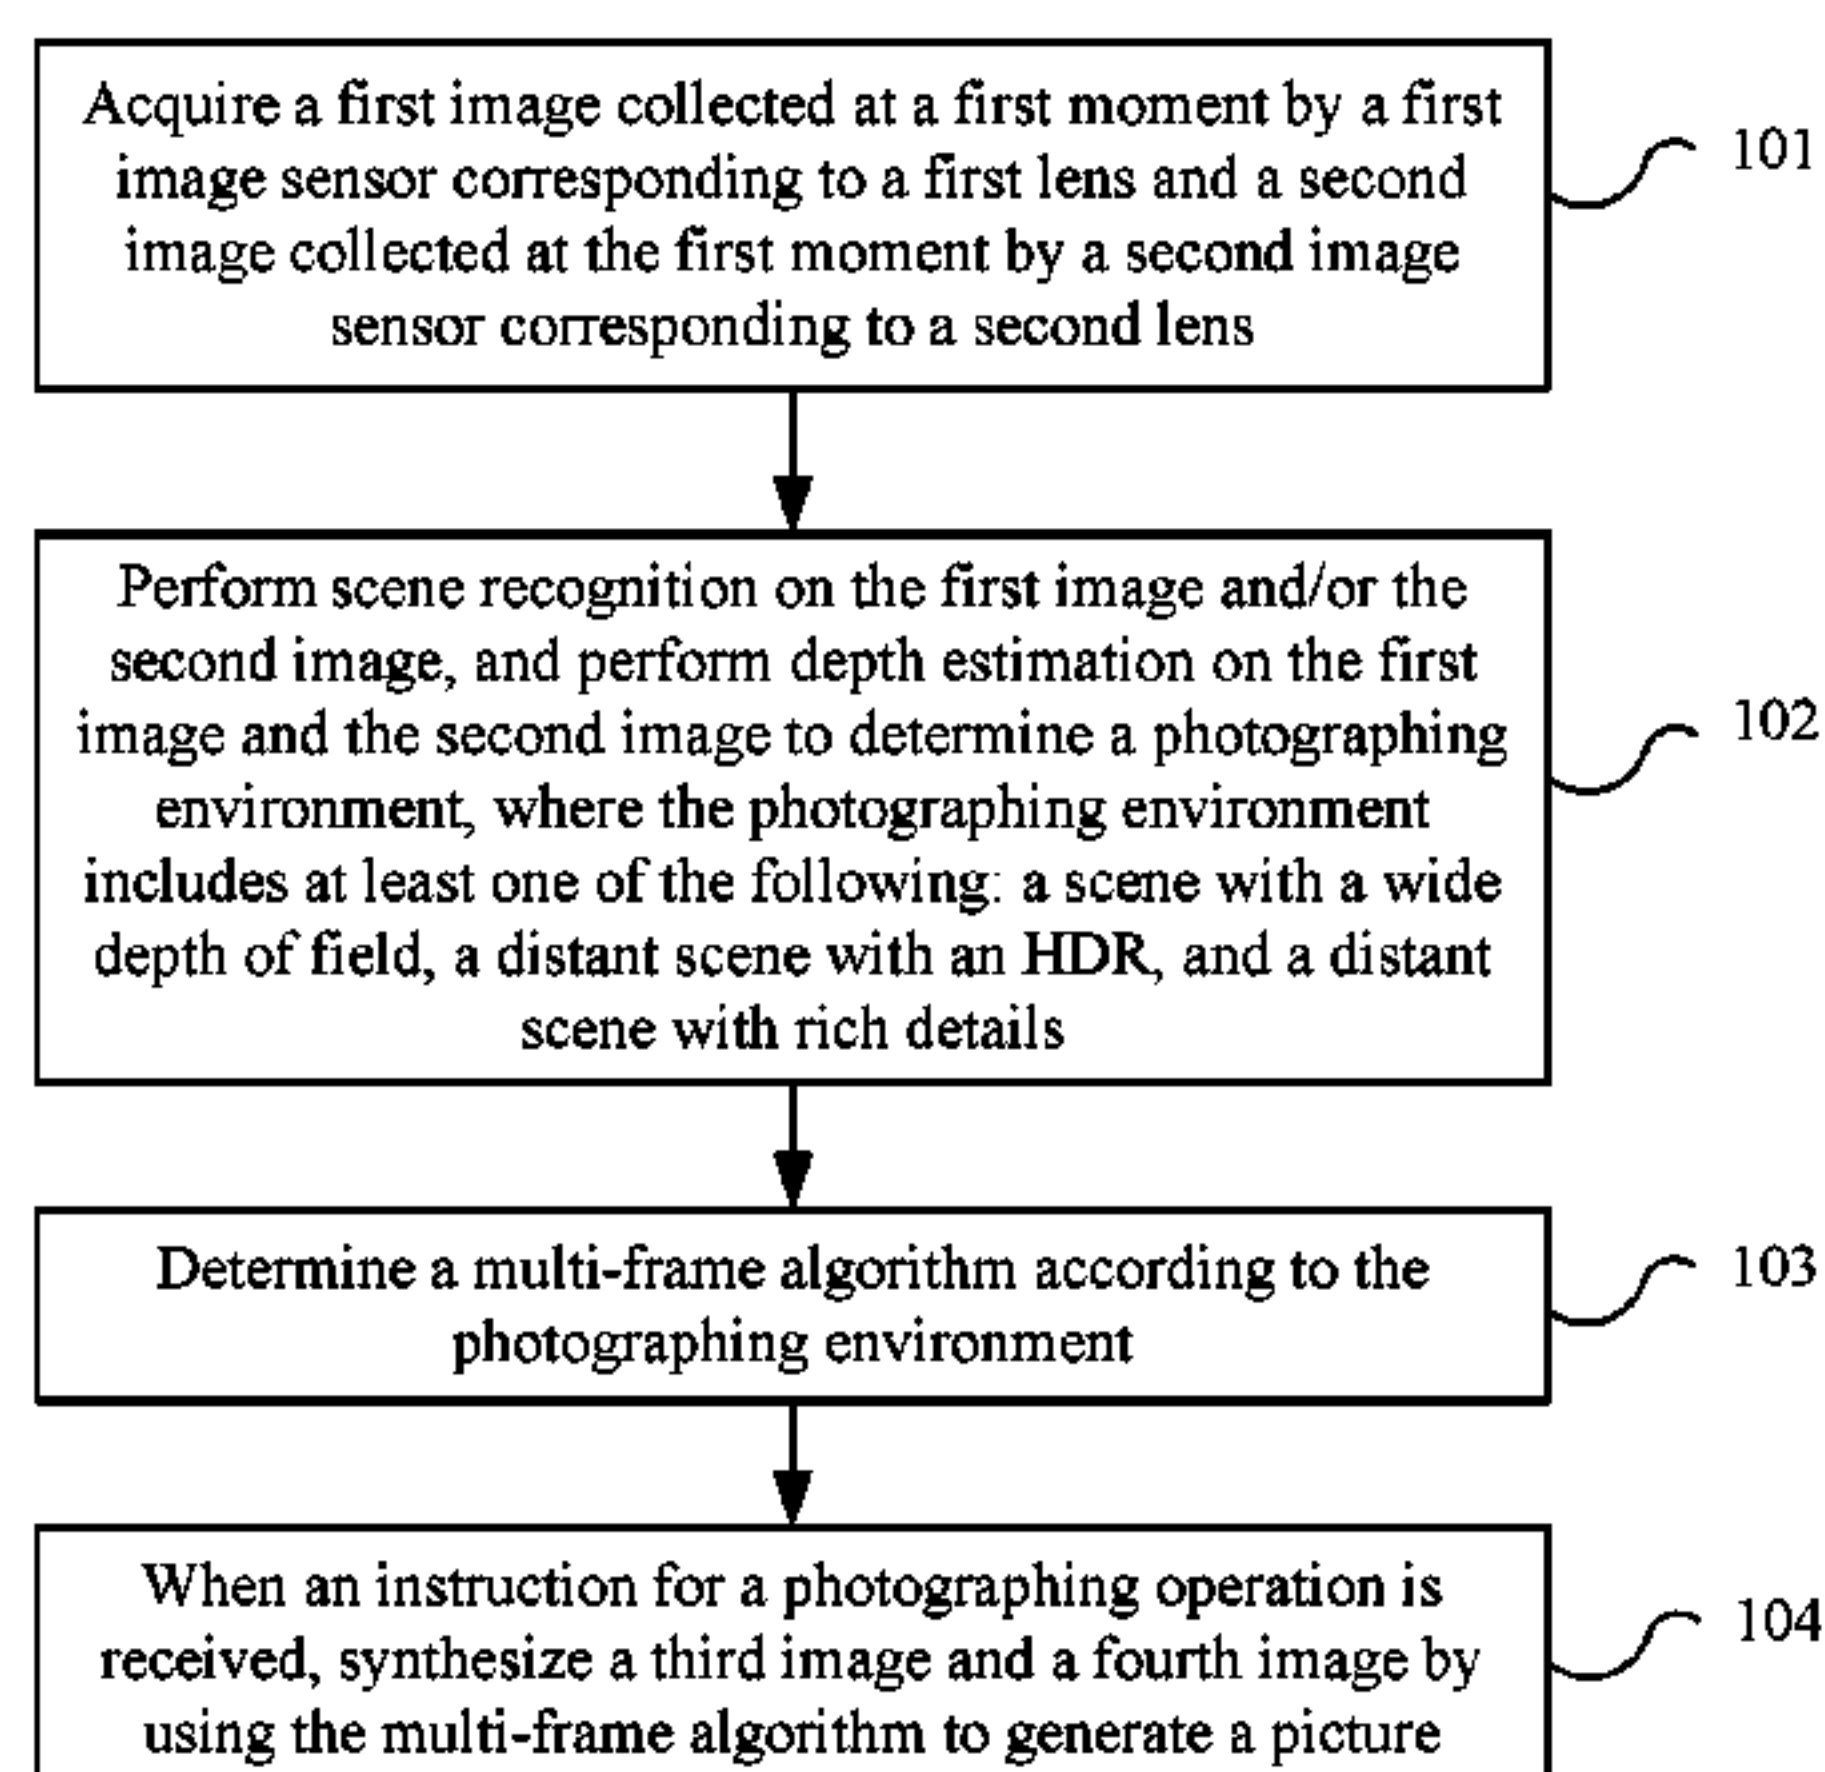 Acquire a first image collected at a first moment by a first
image sensor corresponding to a first lens and a second
image collected at the first moment by a second image
sensor corresponding to a second lens
101
Perform scene recognition on the first image and/or the
second image, and perform depth estimation on the first
image and the second image to determine a photographing
environment, where the photographing environment
includes at least one of the following: a scene with a wide
depth of field, a distant scene with an HDR, and a distant
scene with rich details
102
Determine a multi-frame algorithm according to the
photographing environment
103
When an instruction for a photographing operation is
received, synthesize a third image and a fourth image by
using the multi-frame algorithm to generate a picture
104